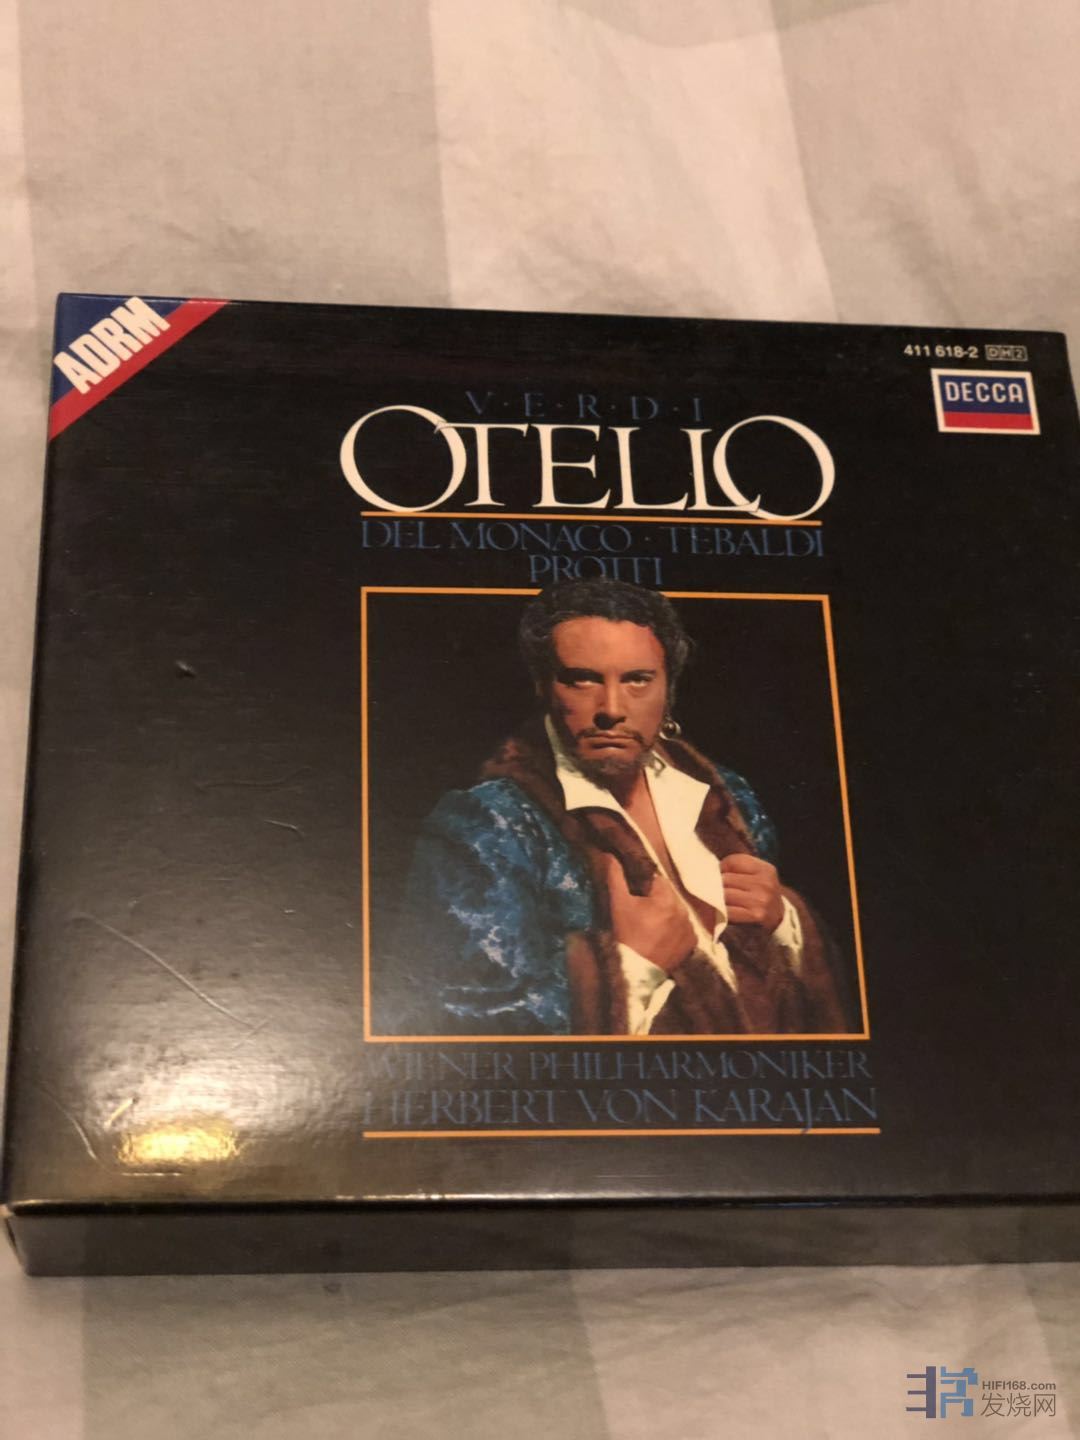 ADRM
411 618-2 DH2
DECCA
V·E·R·D·I
OTELLO
DEL MONACO · TEBALDI
PROTTI
WIENER PHILHARMONIKER
HERBERT VON KARAJAN
HIFI168.com
发烧网